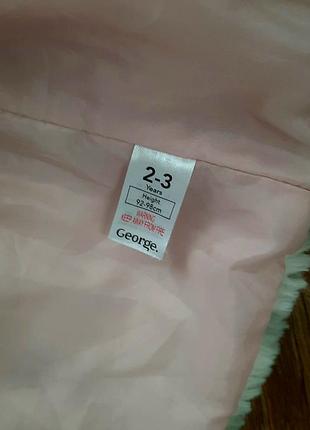 2-3
Years
Height
92-98cm
WARNING
KEEP AWAY FROM FIRE
George.